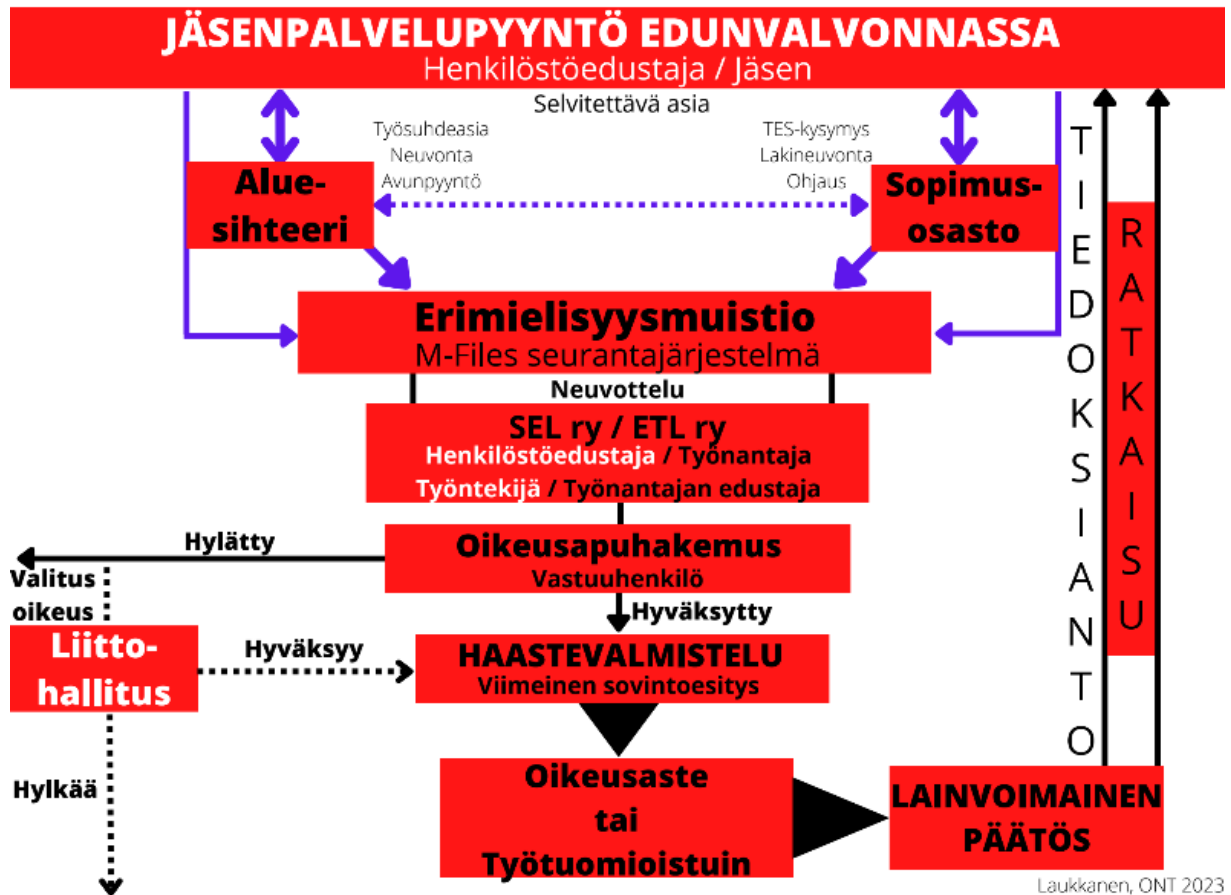 JÄSENPALVELUPYYNTÖ EDUNVALVONNASSA
Henkilöstöedustaja / Jäsen
Selvitettävä asia
Työsuhdeasia
Neuvonta
Avunpyyntö
TES-kysymys
Lakineuvonta
Ohjaus
Alue-
sihteeri
Sopimus-
osasto
Erimielisyysmuistio
M-Files seurantajärjestelmä
Neuvottelu
SEL ry / ETL ry
Henkilöstöedustaja / Työnantaja
Työntekijä / Työnantajan edustaja
Hylätty
Oikeusapuhakemus
Vastuuhenkilö
Valitus
oikeus
Hyväksytty
Liitto-
hallitus
Hyväksyy
HAASTEVALMISTELU
Viimeinen sovintoesitys
Hylkää
Oikeusaste
tai
Työtuomioistuin
LAINVOIMAINEN
PÄÄTÖS
TIEDOKSIANTO
RATKAISU
Laukkanen, ONT 2023